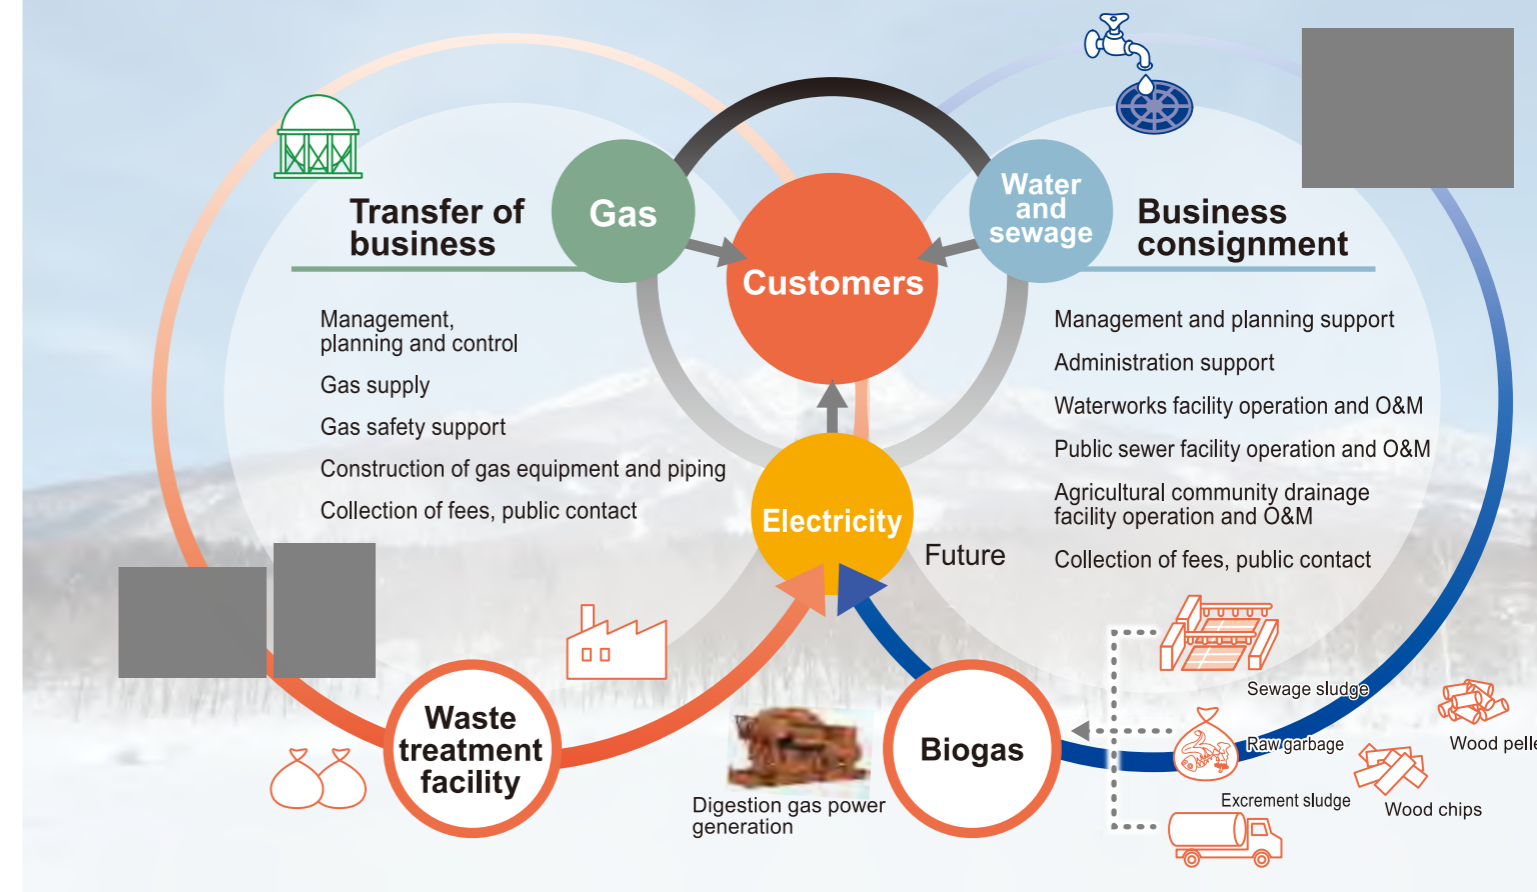 Gas
Water
and
sewage
Customers
Transfer of
business
Business
consignment
Management,
planning and control
Gas supply
Gas safety support
Construction of gas equipment and piping
Collection of fees, public contact
Management and planning support
Administration support
Waterworks facility operation and O&M
Public sewer facility operation and O&M
Agricultural community drainage
facility operation and O&M
Collection of fees, public contact
Electricity
Future
Waste
treatment
facility
Digestion gas power
generation
Biogas
Sewage sludge
Raw garbage
Excrement sludge
Wood pelle
Wood chips